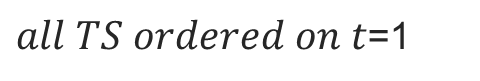 all TS ordered on t=1